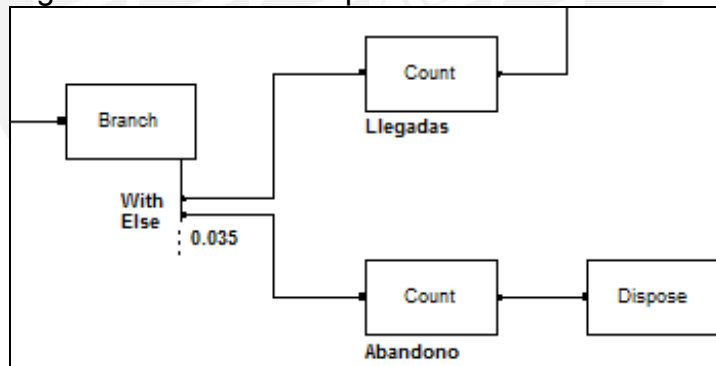 Count
Branch
Llegadas
With
Else
0.035
Count
Dispose
Abandono